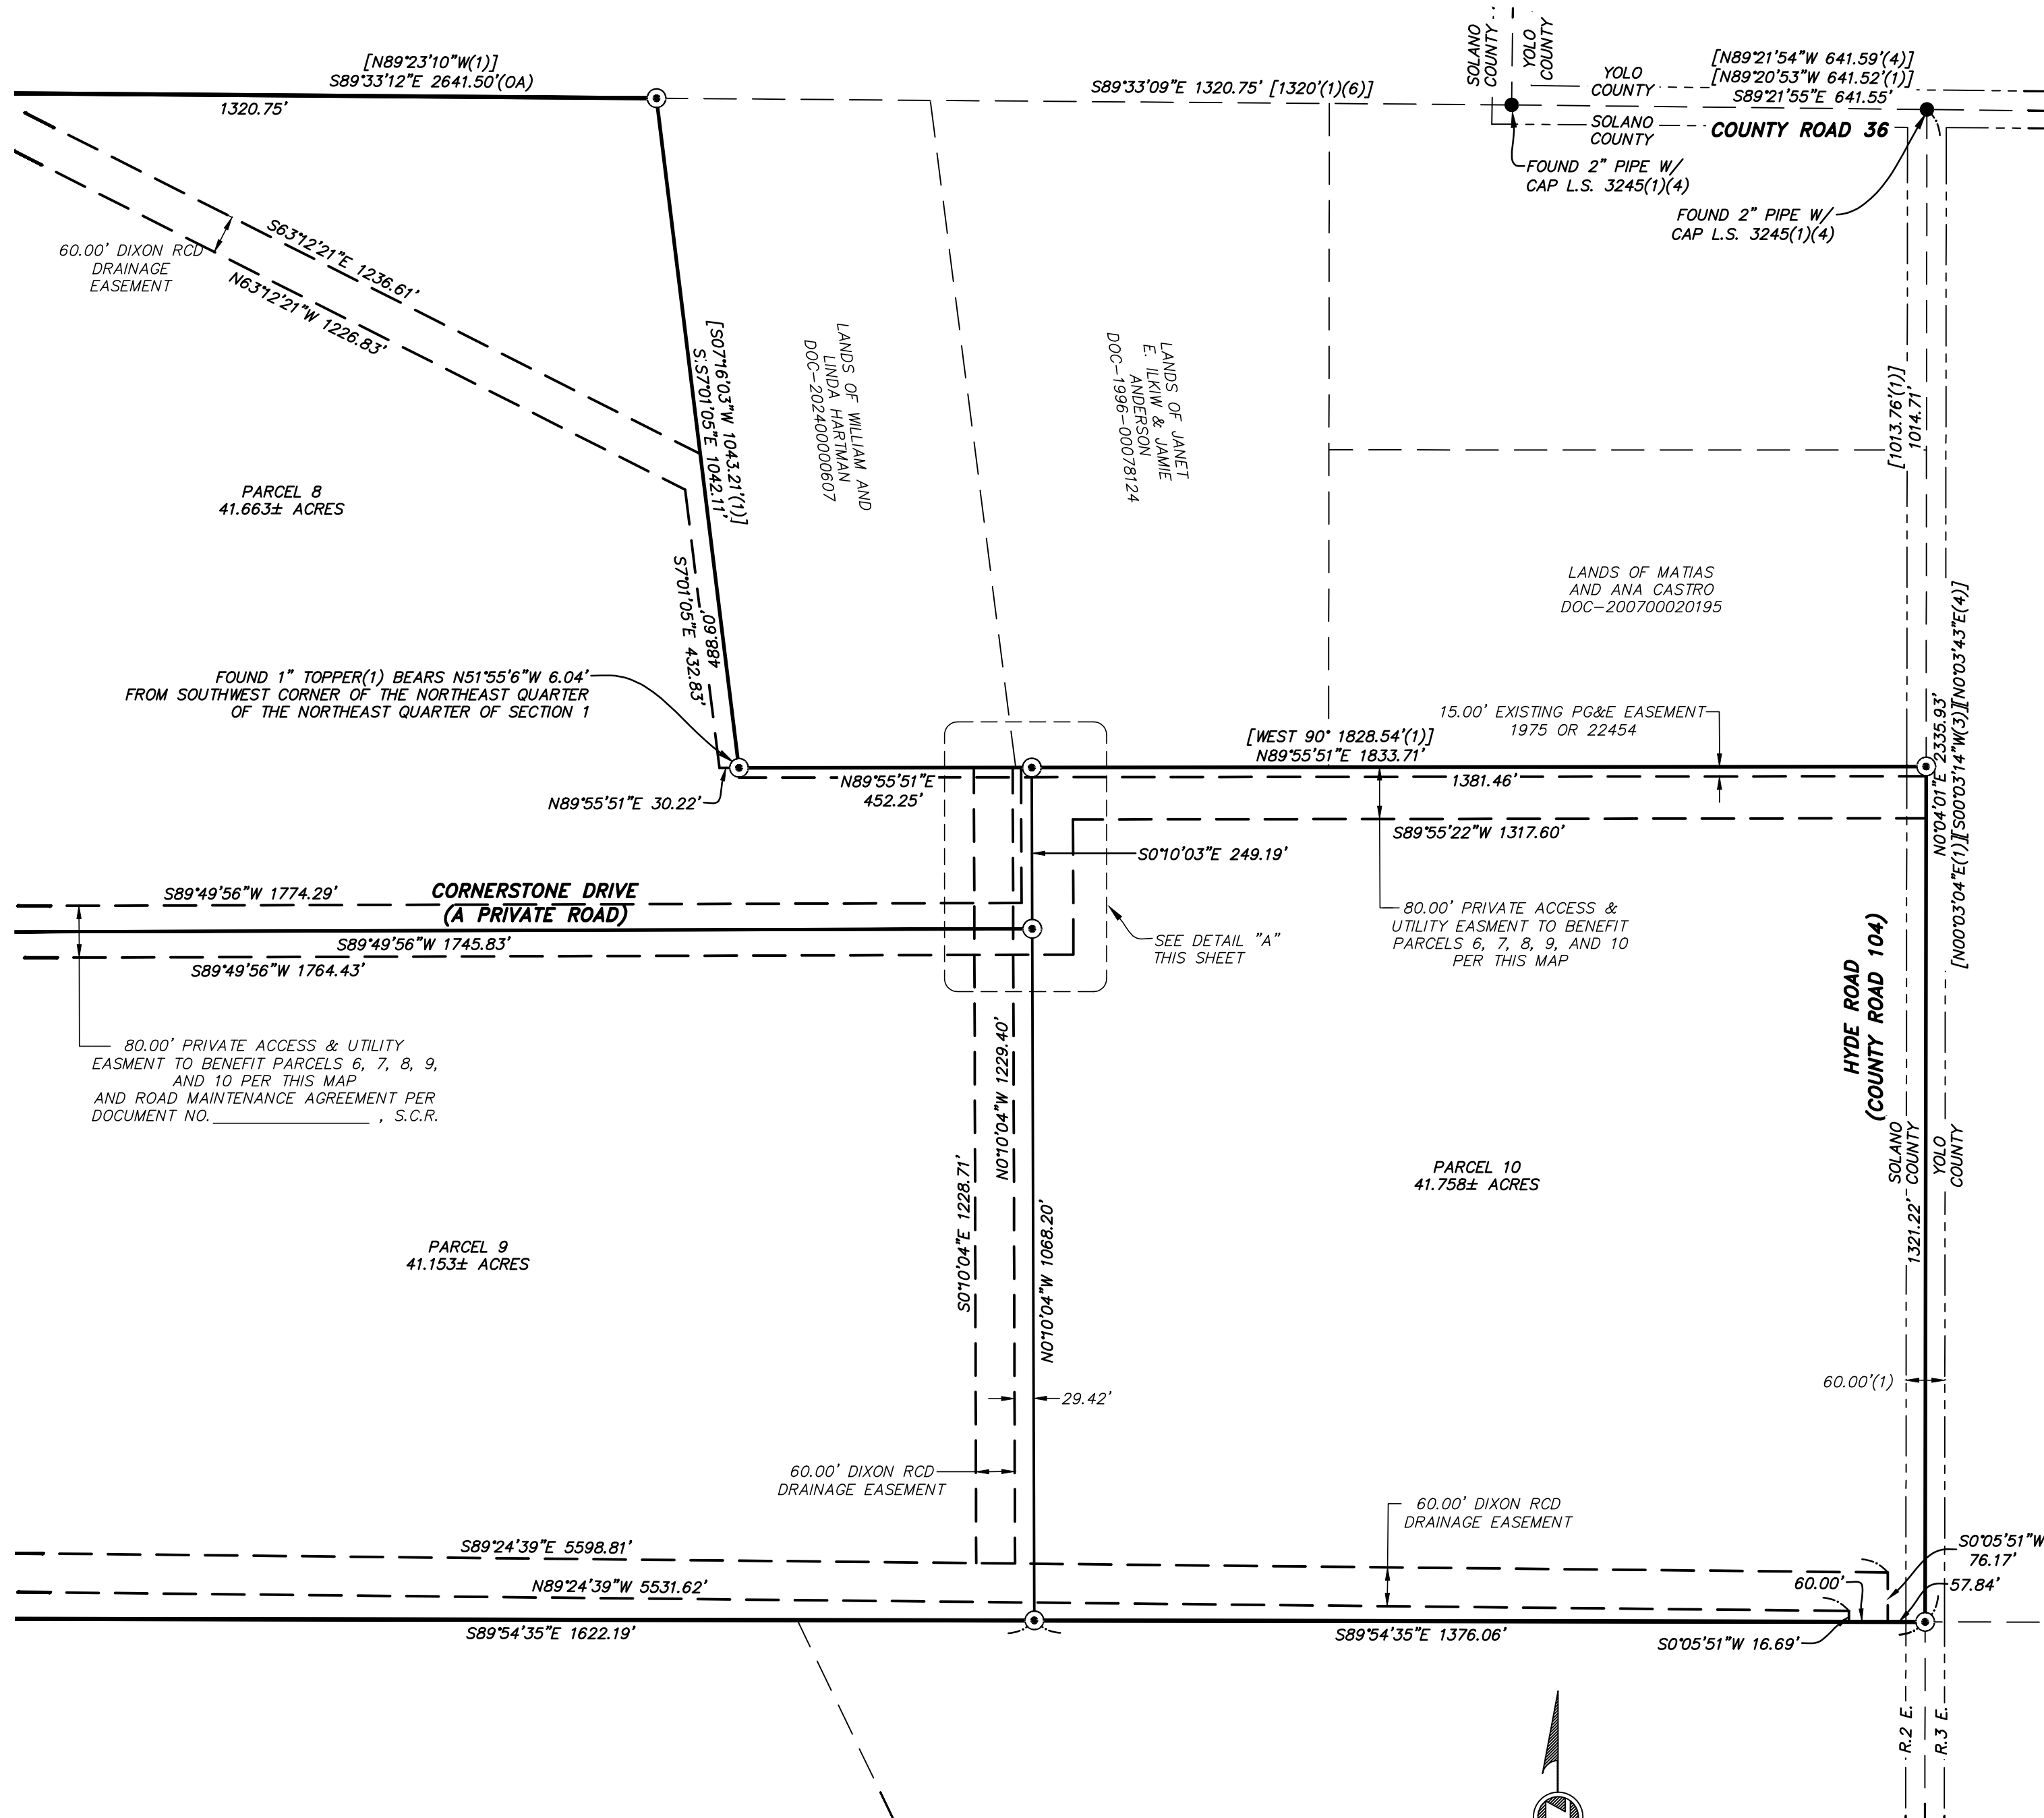 [N89°23'10"W(1)]
S89°33'12"E 2641.50'(OA)
1320.75'
S89°33'09"E 1320.75' [1320'(1)(6)]
SOLANO
COUNTY
YOLO
COUNTY
YOLO
COUNTY
SOLANO
COUNTY
[N89°21'54"W 641.59'(4)]
[N89°20'53"W 641.52'(1)]
S89°21'55"E 641.55'
COUNTY ROAD 36
FOUND 2" PIPE W/
CAP L.S. 3245(1)(4)
FOUND 2" PIPE W/
CAP L.S. 3245(1)(4)
60.00' DIXON RCD
DRAINAGE
EASEMENT
S63°12'21"E 1236.61'
N63°12'21"W 1226.83'
[S07°16'03"W 1043.21'(1)]
S;S7°01'05"E 1042.11'
LANDS OF WILLIAM AND
LINDA HARTMAN
DOC-202400000607
LANDS OF JANET
E. ILKIW & JAMIE
ANDERSON
DOC-1996-00078124
[1013.76'(1)]
1014.71'
PARCEL 8
41.663± ACRES
S7°01'05"E 432.83'
488.60'
LANDS OF MATIAS
AND ANA CASTRO
DOC-200700020195
FOUND 1" TOPPER(1) BEARS N51°55'6"W 6.04'
FROM SOUTHWEST CORNER OF THE NORTHEAST QUARTER
OF THE NORTHEAST QUARTER OF SECTION 1
15.00' EXISTING PG&E EASEMENT
1975 OR 22454
[WEST 90° 1828.54'(1)]
N89°55'51"E 1833.71'
N0°04'01"E 2335.93'
[N00°03'04"E(1)][S00°03'14"W(3)][N0°03'43"E(4)]
N89°55'51"E 30.22'
N89°55'51"E
452.25'
1381.46'
S89°55'22"W 1317.60'
S0°10'03"E 249.19'
S89°49'56"W 1774.29'
CORNERSTONE DRIVE
(A PRIVATE ROAD)
S89°49'56"W 1745.83'
S89°49'56"W 1764.43'
SEE DETAIL "A"
THIS SHEET
80.00' PRIVATE ACCESS &
UTILITY EASMENT TO BENEFIT
PARCELS 6, 7, 8, 9, AND 10
PER THIS MAP
HYDE ROAD
(COUNTY ROAD 104)
80.00' PRIVATE ACCESS & UTILITY
EASMENT TO BENEFIT PARCELS 6, 7, 8, 9,
AND 10 PER THIS MAP
AND ROAD MAINTENANCE AGREEMENT PER
DOCUMENT NO. ________________ , S.C.R.
N0°10'04"W 1229.40'
S0°10'04"E 1228.71'
N0°10'04"W 1068.20'
PARCEL 10
41.758± ACRES
SOLANO
COUNTY
YOLO
COUNTY
1321.22'
PARCEL 9
41.153± ACRES
29.42'
60.00'(1)
60.00' DIXON RCD
DRAINAGE EASEMENT
60.00' DIXON RCD
DRAINAGE EASEMENT
S89°24'39"E 5598.81'
N89°24'39"W 5531.62'
S0°05'51"W
76.17'
60.00'
57.84'
S89°54'35"E 1622.19'
S89°54'35"E 1376.06'
S0°05'51"W 16.69'
R.2 E.
R.3 E.